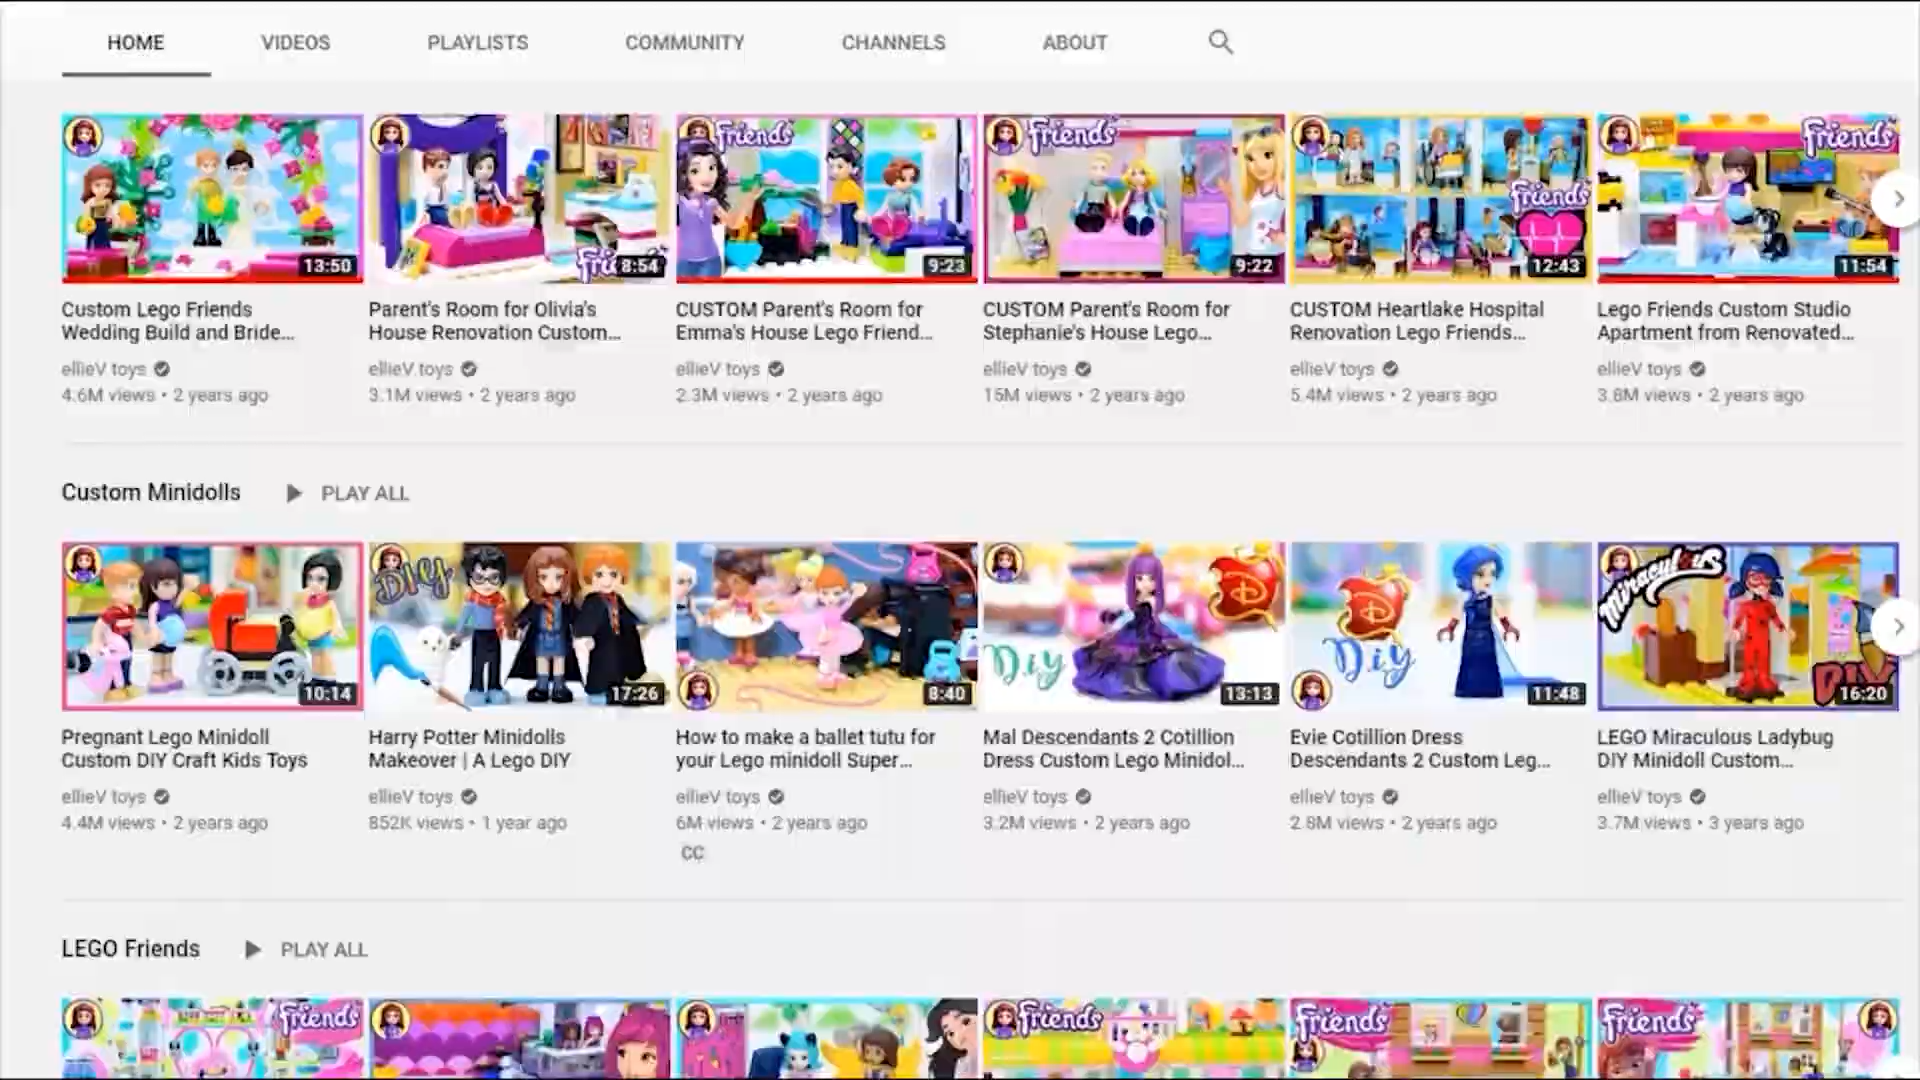 HOME VIDEOS PLAYLISTS COMMUNITY CHANNELS ABOUT
Friends Friends Friends
Friends
13:50 Frie 8:54 9:23 9:22 12:43 11:54
Custom Lego Friends
Wedding Build and Bride...
ellieV toys
4.6M views • 2 years ago
Parent's Room for Olivia's
House Renovation Custom...
ellieV toys
3.1M views • 2 years ago
CUSTOM Parent's Room for
Emma's House Lego Friend...
ellieV toys
2.3M views • 2 years ago
CUSTOM Parent's Room for
Stephanie's House Lego...
ellieV toys
15M views • 2 years ago
CUSTOM Heartlake Hospital
Renovation Lego Friends...
ellieV toys
5.4M views • 2 years ago
Lego Friends Custom Studio
Apartment from Renovated...
ellieV toys
3.8M views • 2 years ago
Custom Minidolls PLAY ALL
DIY Miraculous
Diy Diy
10:14 17:26 8:40 13:13 11:48 DIY 16:20
Pregnant Lego Minidoll
Custom DIY Craft Kids Toys
ellieV toys
4.4M views • 2 years ago
Harry Potter Minidolls
Makeover | A Lego DIY
ellieV toys
852K views • 1 year ago
How to make a ballet tutu for
your Lego minidoll Super...
ellieV toys
6M views • 2 years ago
CC
Mal Descendants 2 Cotillion
Dress Custom Lego Minidol...
ellieV toys
3.2M views • 2 years ago
Evie Cotillion Dress
Descendants 2 Custom Leg...
ellieV toys
2.8M views • 2 years ago
LEGO Miraculous Ladybug
DIY Minidoll Custom...
ellieV toys
3.7M views • 3 years ago
LEGO Friends PLAY ALL
Friends Friends Friends Friends